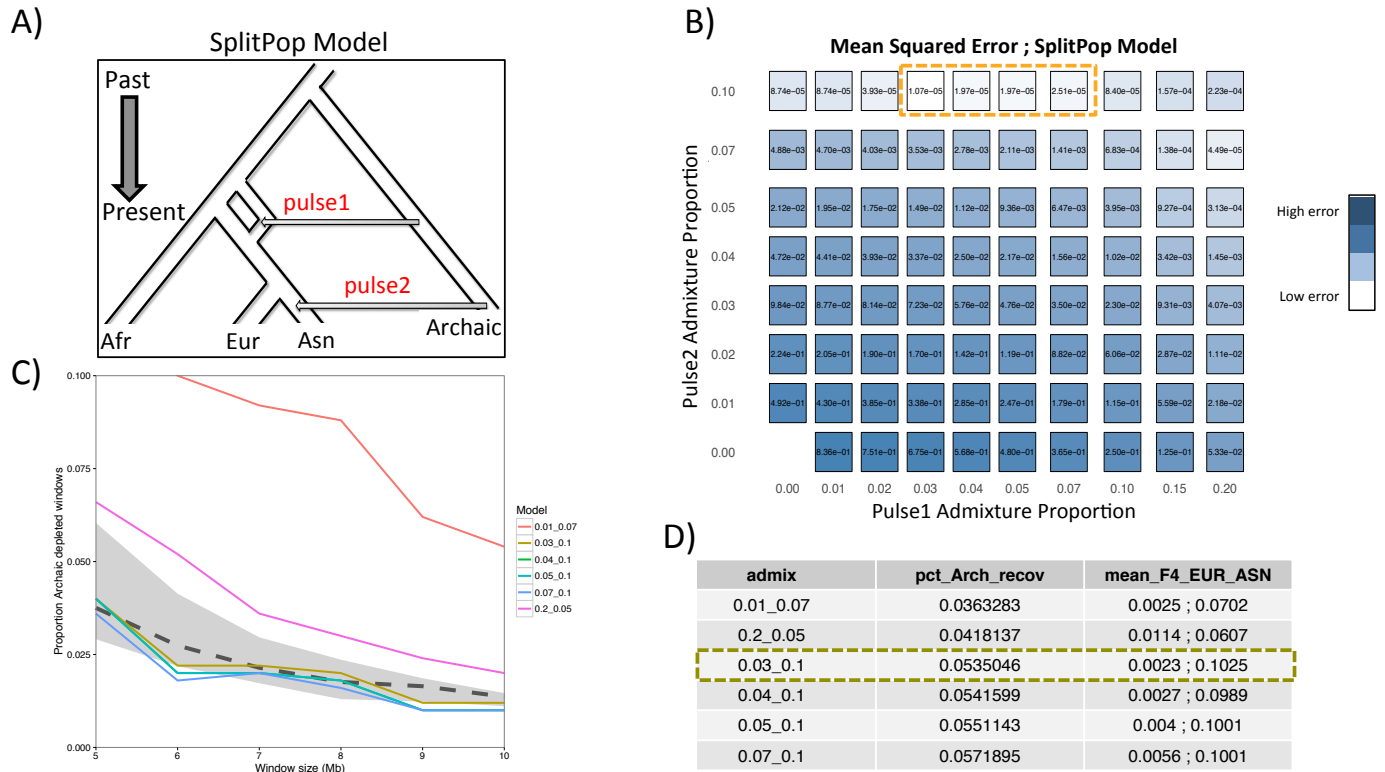 A)
SplitPop Model
Past
Present
pulse1
pulse2
Afr
Eur
Asn
Archaic
B)
Mean Squared Error ; SplitPop Model
Pulse2 Admixture Proportion
0.10 8.74e−05 8.74e−05 3.93e−05 1.07e−05 1.97e−05 1.97e−05 2.51e−05 8.40e−05 1.57e−04 2.23e−04
0.07 4.88e−03 4.70e−03 4.03e−03 3.53e−03 2.78e−03 2.11e−03 1.41e−03 6.83e−04 1.38e−04 4.49e−05
0.05 2.12e−02 1.95e−02 1.75e−02 1.49e−02 1.12e−02 9.36e−03 6.47e−03 3.95e−03 9.27e−04 3.13e−04
0.04 4.72e−02 4.41e−02 3.93e−02 3.37e−02 2.50e−02 2.17e−02 1.56e−02 1.02e−02 3.42e−03 1.45e−03
0.03 9.84e−02 8.77e−02 8.14e−02 7.23e−02 5.76e−02 4.76e−02 3.50e−02 2.30e−02 9.31e−03 4.07e−03
0.02 2.24e−01 2.05e−01 1.90e−01 1.70e−01 1.42e−01 1.19e−01 8.82e−02 6.06e−02 2.87e−02 1.11e−02
0.01 4.92e−01 4.30e−01 3.85e−01 3.38e−01 2.85e−01 2.47e−01 1.79e−01 1.15e−01 5.59e−02 2.18e−02
0.00 8.36e−01 7.51e−01 6.75e−01 5.68e−01 4.80e−01 3.65e−01 2.50e−01 1.25e−01 5.33e−02
0.00 0.01 0.02 0.03 0.04 0.05 0.07 0.10 0.15 0.20
Pulse1 Admixture Proportion
High error
Low error
C)
Proportion Archaic depleted windows
0.100
0.075
0.050
0.025
0.000
5 6 7 8 9 10
Window size (Mb)
Model
0.01_0.07
0.03_0.1
0.04_0.1
0.05_0.1
0.07_0.1
0.2_0.05
D)
admix pct_Arch_recov mean_F4_EUR_ASN
0.01_0.07 0.0363283 0.0025 ; 0.0702
0.2_0.05 0.0418137 0.0114 ; 0.0607
0.03_0.1 0.0535046 0.0023 ; 0.1025
0.04_0.1 0.0541599 0.0027 ; 0.0989
0.05_0.1 0.0551143 0.004 ; 0.1001
0.07_0.1 0.0571895 0.0056 ; 0.1001